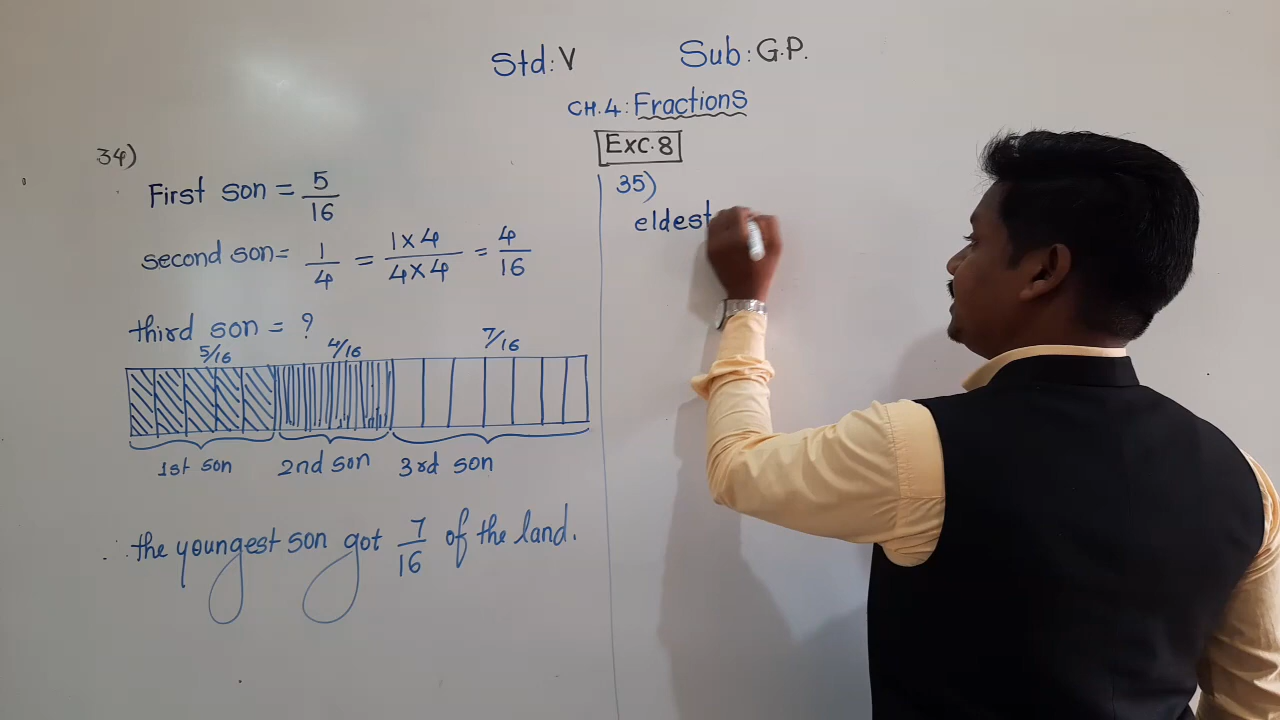 Std: V Sub: G.P.
CH.4: Fractions
Exc.8
34)
First son = 5/16
second son = 1/4 = 1×4/4×4 = 4/16
third son = ?
5/16 4/16 7/16
1st son 2nd son 3rd son
the youngest son got 7/16 of the land.
35)
eldest